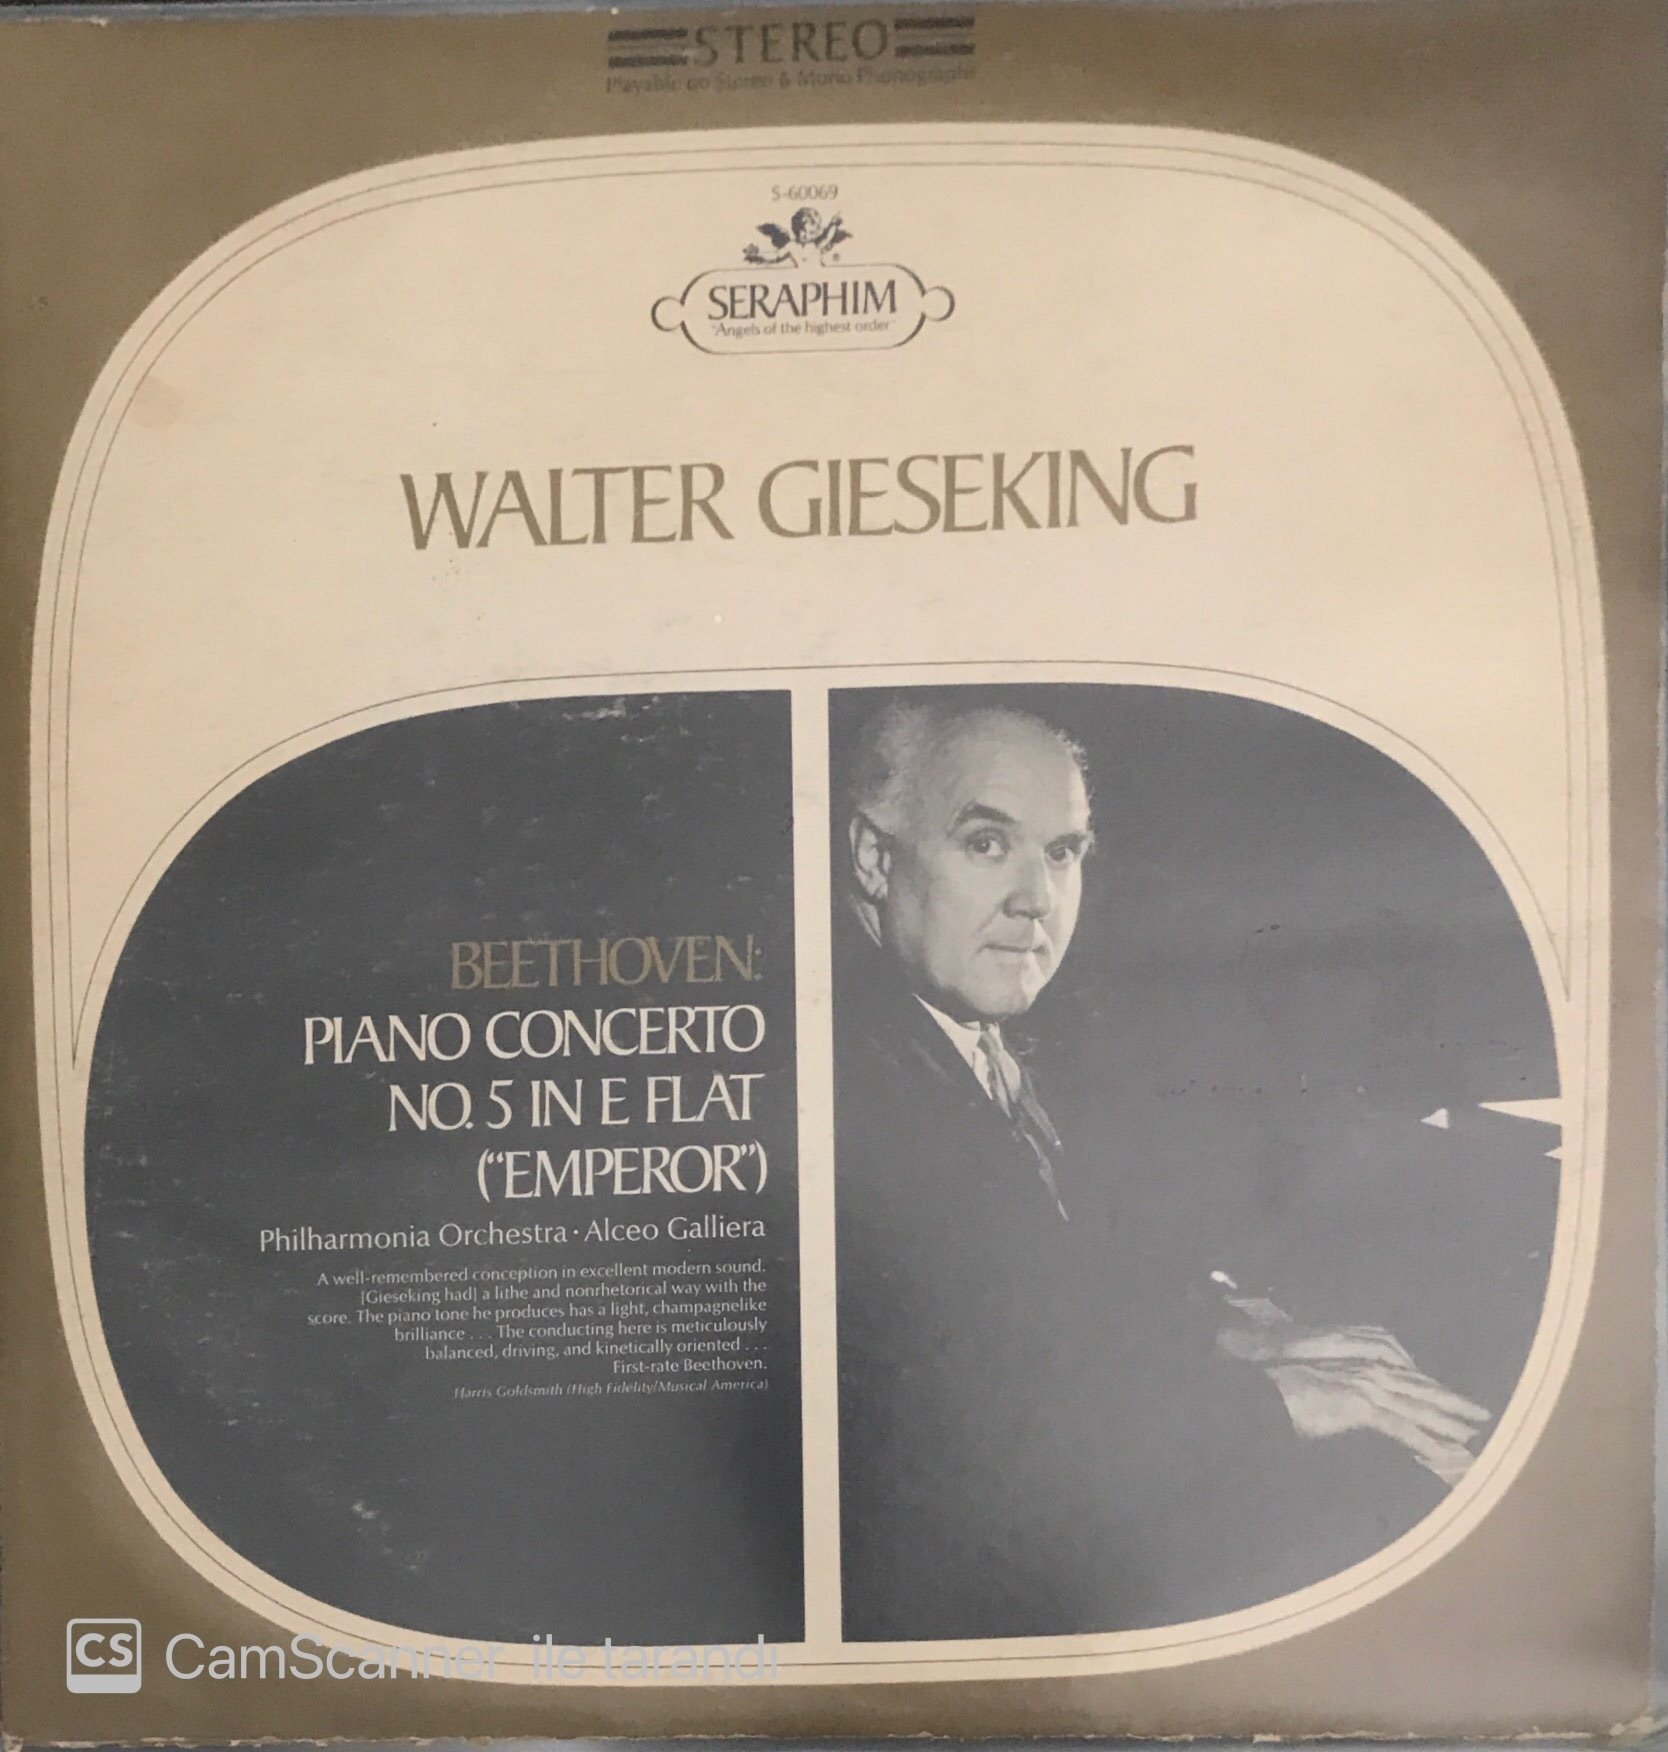 STEREO
Playable on Stereo & Mono Phonographs
S-60069
SERAPHIM
"Angels of the highest order"
WALTER GIESEKING
BEETHOVEN:
PIANO CONCERTO
NO. 5 IN E FLAT
("EMPEROR")
Philharmonia Orchestra · Alceo Galliera
A well-remembered conception in excellent modern sound.
[Gieseking had] a lithe and nonrhetorical way with the
score. The piano tone he produces has a light, champagnelike
brilliance . . . The conducting here is meticulously
balanced, driving, and kinetically oriented . . .
First-rate Beethoven.
Harris Goldsmith (High Fidelity/Musical America)
CS CamScanner ile tarandı